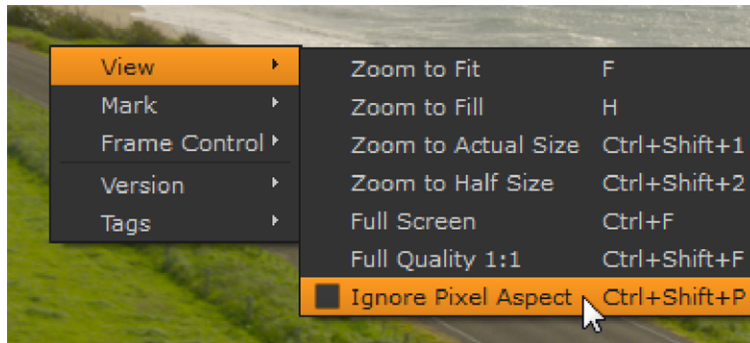 View
Mark
Frame Control
Version
Tags
Zoom to Fit F
Zoom to Fill H
Zoom to Actual Size Ctrl+Shift+1
Zoom to Half Size Ctrl+Shift+2
Full Screen Ctrl+F
Full Quality 1:1 Ctrl+Shift+F
Ignore Pixel Aspect Ctrl+Shift+P